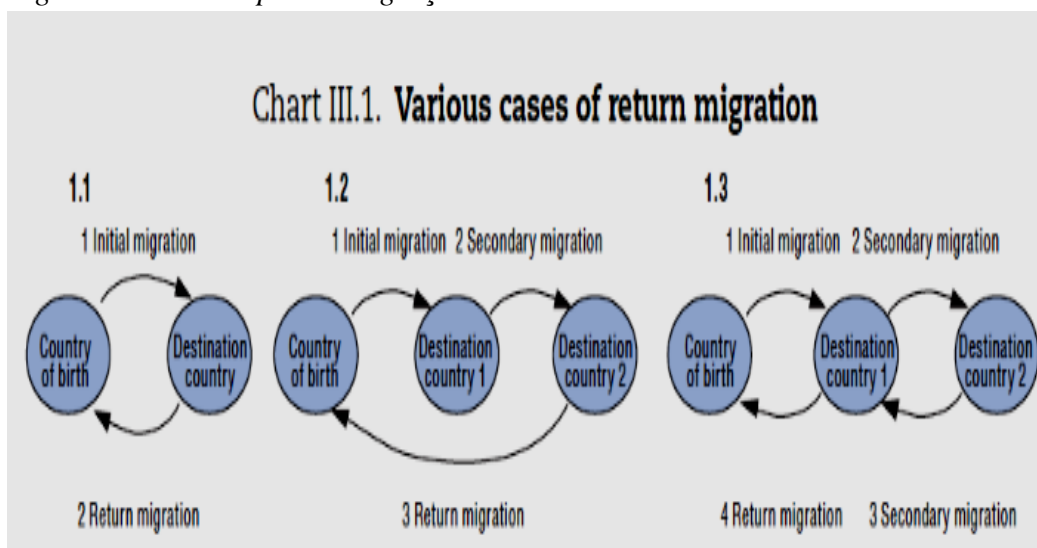 Chart III.1. Various cases of return migration
1.1
1 Initial migration
Country
of birth
Destination
country
2 Return migration
1.2
1 Initial migration 2 Secondary migration
Country
of birth
Destination
country 1
Destination
country 2
3 Return migration
1.3
1 Initial migration 2 Secondary migration
Country
of birth
Destination
country 1
Destination
country 2
4 Return migration 3 Secondary migration